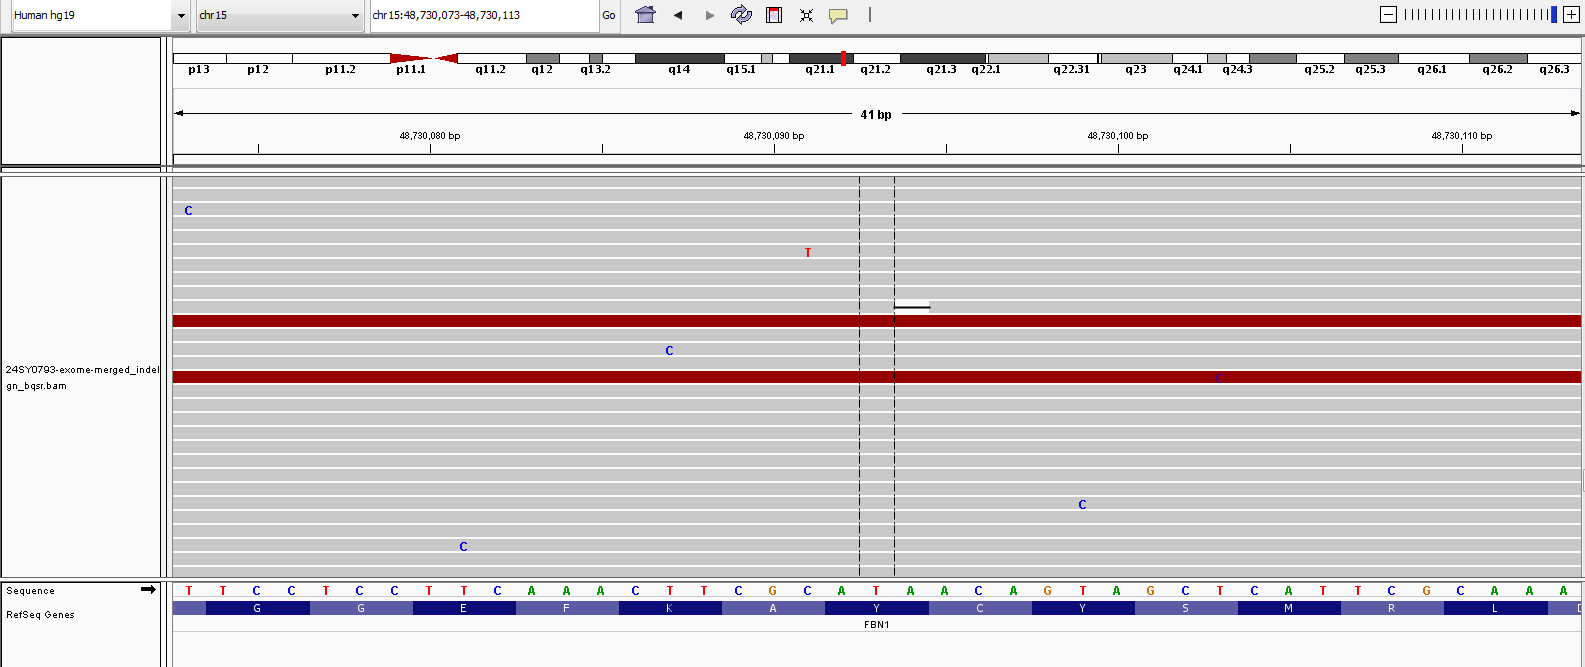 Human hg19 chr15 chr15:48,730,073-48,730,113 Go
p13 p12 p11.2 p11.1 q11.2 q12 q13.2 q14 q15.1 q21.1 q21.2 q21.3 q22.1 q22.31 q23 q24.1 q24.3 q25.2 q25.3 q26.1 q26.2 q26.3
41 bp
48,730,080 bp 48,730,090 bp 48,730,100 bp 48,730,110 bp
C
T
C
24SY0793-exome-merged_indel
C
gn_bqsr.bam
C
C
Sequence T T C C T C C T T C A A A C T T C G C A T A A C A G T A G C T C A T T C G C A A A
RefSeq Genes G G E F K A Y C Y S M R L
FBN1